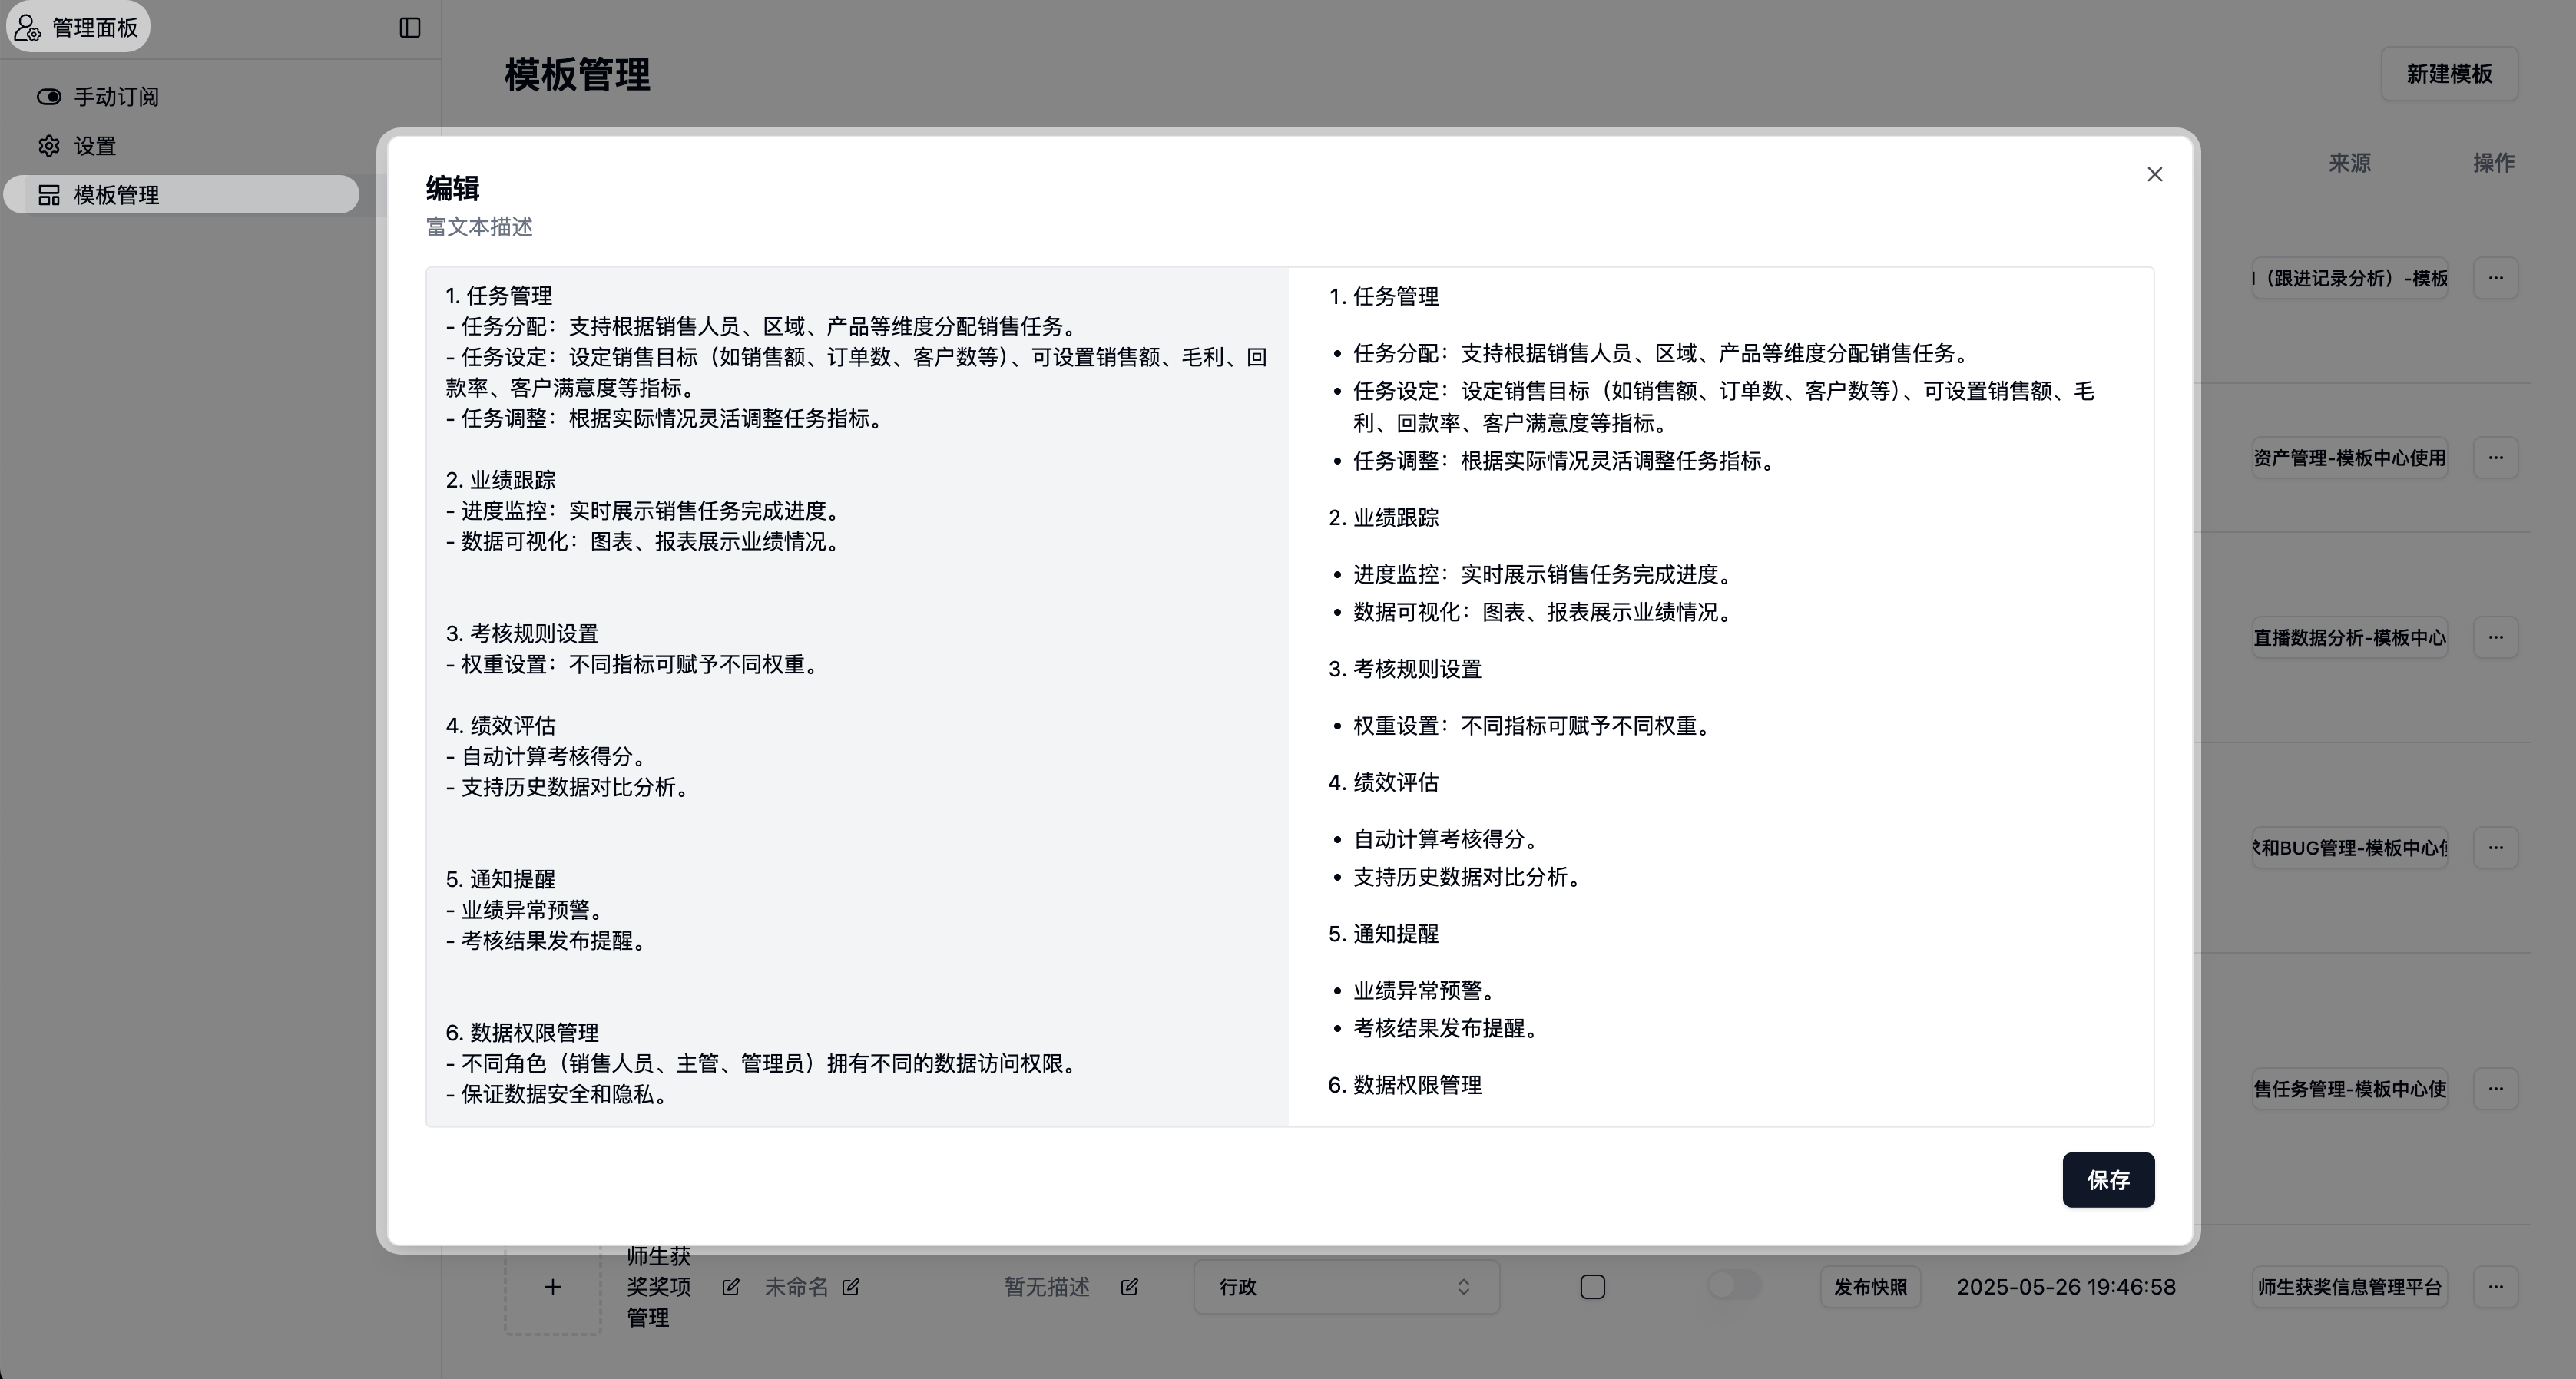 管理面板
手动订阅
设置
模板管理
模板管理
新建模板
来源
操作
编辑
富文本描述
1. 任务管理
- 任务分配：支持根据销售人员、区域、产品等维度分配销售任务。
- 任务设定：设定销售目标（如销售额、订单数、客户数等）、可设置销售额、毛利、回
款率、客户满意度等指标。
- 任务调整：根据实际情况灵活调整任务指标。
2. 业绩跟踪
- 进度监控：实时展示销售任务完成进度。
- 数据可视化：图表、报表展示业绩情况。
3. 考核规则设置
- 权重设置：不同指标可赋予不同权重。
4. 绩效评估
- 自动计算考核得分。
- 支持历史数据对比分析。
5. 通知提醒
- 业绩异常预警。
- 考核结果发布提醒。
6. 数据权限管理
- 不同角色（销售人员、主管、管理员）拥有不同的数据访问权限。
- 保证数据安全和隐私。
1. 任务管理
• 任务分配：支持根据销售人员、区域、产品等维度分配销售任务。
• 任务设定：设定销售目标（如销售额、订单数、客户数等）、可设置销售额、毛
利、回款率、客户满意度等指标。
• 任务调整：根据实际情况灵活调整任务指标。
2. 业绩跟踪
• 进度监控：实时展示销售任务完成进度。
• 数据可视化：图表、报表展示业绩情况。
3. 考核规则设置
• 权重设置：不同指标可赋予不同权重。
4. 绩效评估
• 自动计算考核得分。
• 支持历史数据对比分析。
5. 通知提醒
• 业绩异常预警。
• 考核结果发布提醒。
6. 数据权限管理
保存
（跟进记录分析）-模板
资产管理-模板中心使用
直播数据分析-模板中心
和BUG管理-模板中心
售任务管理-模板中心使
师生获
奖奖项
管理
未命名
暂无描述
行政
发布快照
2025-05-26 19:46:58
师生获奖信息管理平台